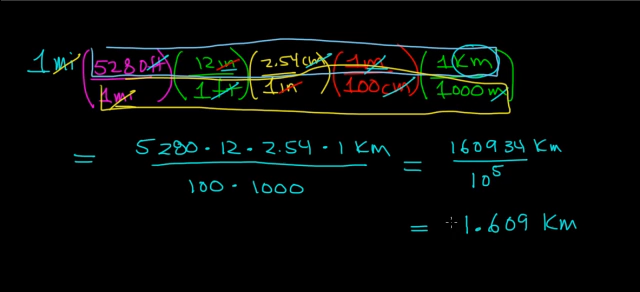 1 mi (5280 ft / 1 mi) (12 in / 1 ft) (2.54 cm / 1 in) (1 m / 100 cm) (1 Km / 1000 m)
= 5280 · 12 · 2.54 · 1 Km / 100 · 1000 = 160934 Km / 10^5
= 1.609 Km